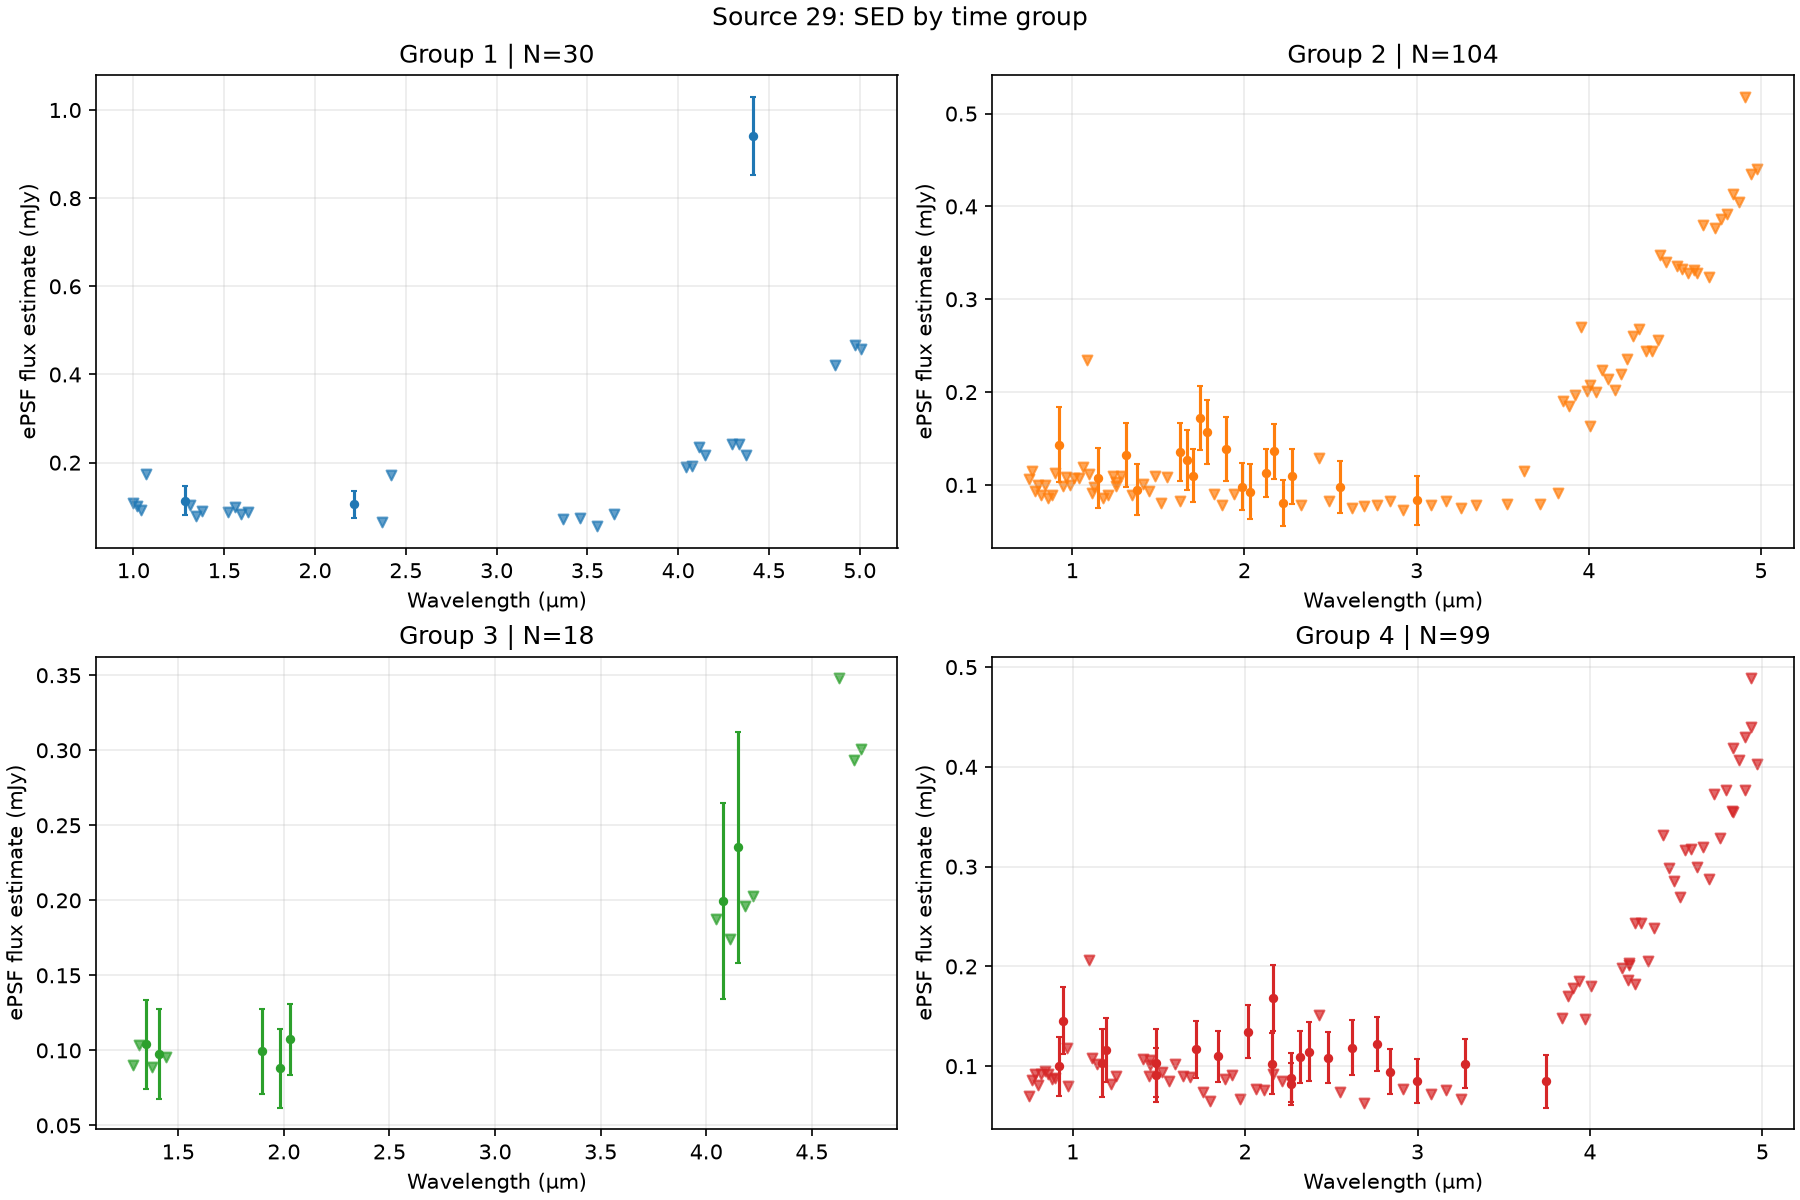 Source 29: SED by time group
Group 1 | N=30
ePSF flux estimate (mJy)
1.0
0.8
0.6
0.4
0.2
1.0 1.5 2.0 2.5 3.0 3.5 4.0 4.5 5.0
Wavelength (µm)
Group 2 | N=104
ePSF flux estimate (mJy)
0.5
0.4
0.3
0.2
0.1
1 2 3 4 5
Wavelength (µm)
Group 3 | N=18
ePSF flux estimate (mJy)
0.35
0.30
0.25
0.20
0.15
0.10
0.05
1.5 2.0 2.5 3.0 3.5 4.0 4.5
Wavelength (µm)
Group 4 | N=99
ePSF flux estimate (mJy)
0.5
0.4
0.3
0.2
0.1
1 2 3 4 5
Wavelength (µm)